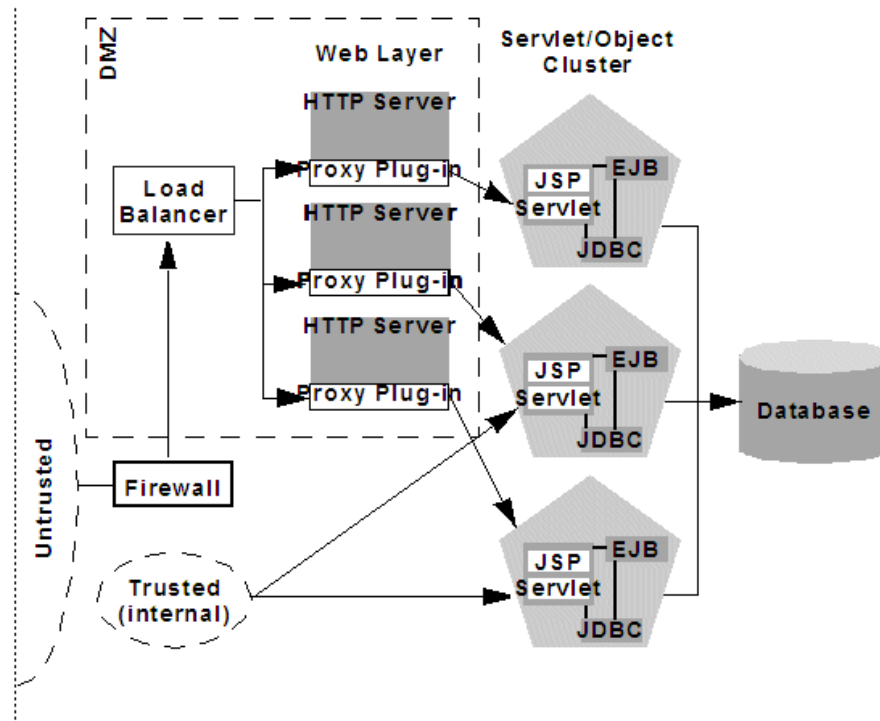 DMZ
Web Layer
Servlet/Object
Cluster
HTTP Server
Proxy Plug-in
Load
Balancer
HTTP Server
Proxy Plug-in
HTTP Server
Proxy Plug-in
JSP
Servlet
EJB
JDBC
JSP
Servlet
EJB
JDBC
JSP
Servlet
EJB
JDBC
Database
Untrusted
Firewall
Trusted
(internal)